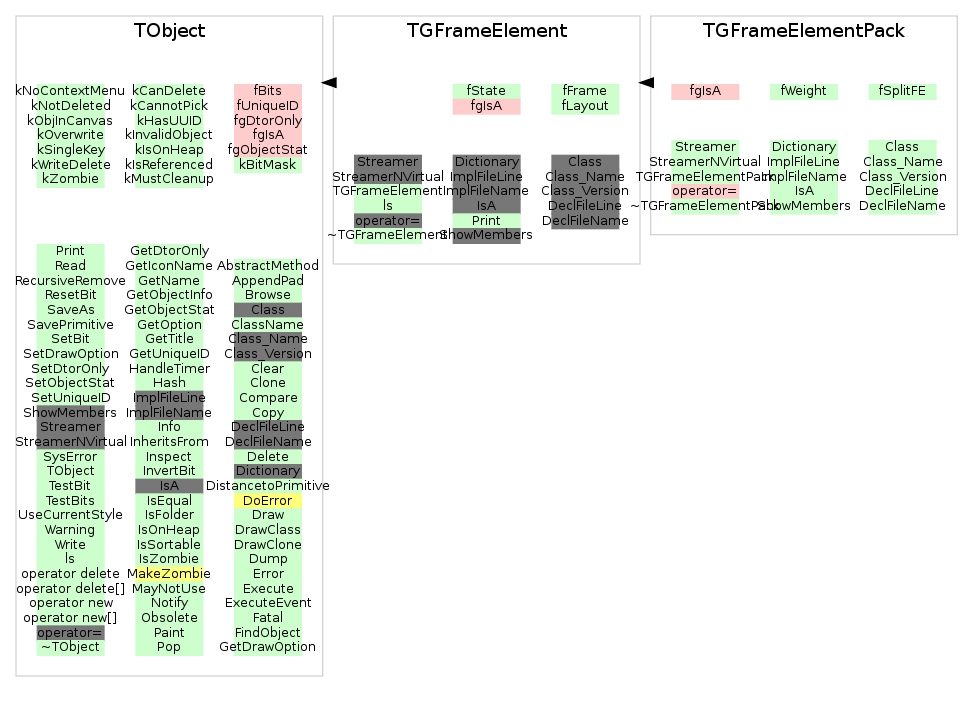 TObject
kNoContextMenu kCanDelete fBits
kNotDeleted kCannotPick fUniqueID
kObjInCanvas kHasUUID fgDtorOnly
kOverwrite kInvalidObject fgIsA
kSingleKey kIsOnHeap fgObjectStat
kWriteDelete kIsReferenced kBitMask
kZombie kMustCleanup
Print GetDtorOnly
Read GetIconName AbstractMethod
RecursiveRemove GetName AppendPad
ResetBit GetObjectInfo Browse
SaveAs GetObjectStat Class
SavePrimitive GetOption ClassName
SetBit GetTitle Class_Name
SetDrawOption GetUniqueID Class_Version
SetDtorOnly HandleTimer Clear
SetObjectStat Hash Clone
SetUniqueID ImplFileLine Compare
ShowMembers ImplFileName Copy
Streamer Info DeclFileLine
StreamerNVirtual InheritsFrom DeclFileName
SysError Inspect Delete
TObject InvertBit Dictionary
TestBit IsA DistancetoPrimitive
TestBits IsEqual DoError
UseCurrentStyle IsFolder Draw
Warning IsOnHeap DrawClass
Write IsSortable DrawClone
ls IsZombie Dump
operator delete MakeZombie Error
operator delete[] MayNotUse Execute
operator new Notify ExecuteEvent
operator new[] Obsolete Fatal
operator= Paint FindObject
~TObject Pop GetDrawOption
TGFrameElement
fState fFrame
fgIsA fLayout
Streamer Dictionary Class
StreamerNVirtual ImplFileLine Class_Name
TGFrameElement ImplFileName Class_Version
ls IsA DeclFileLine
operator= Print DeclFileName
~TGFrameElement ShowMembers
TGFrameElementPack
fgIsA fWeight fSplitFE
Streamer Dictionary Class
StreamerNVirtual ImplFileLine Class_Name
TGFrameElementPack ImplFileName Class_Version
operator= IsA DeclFileLine
~TGFrameElementPack ShowMembers DeclFileName